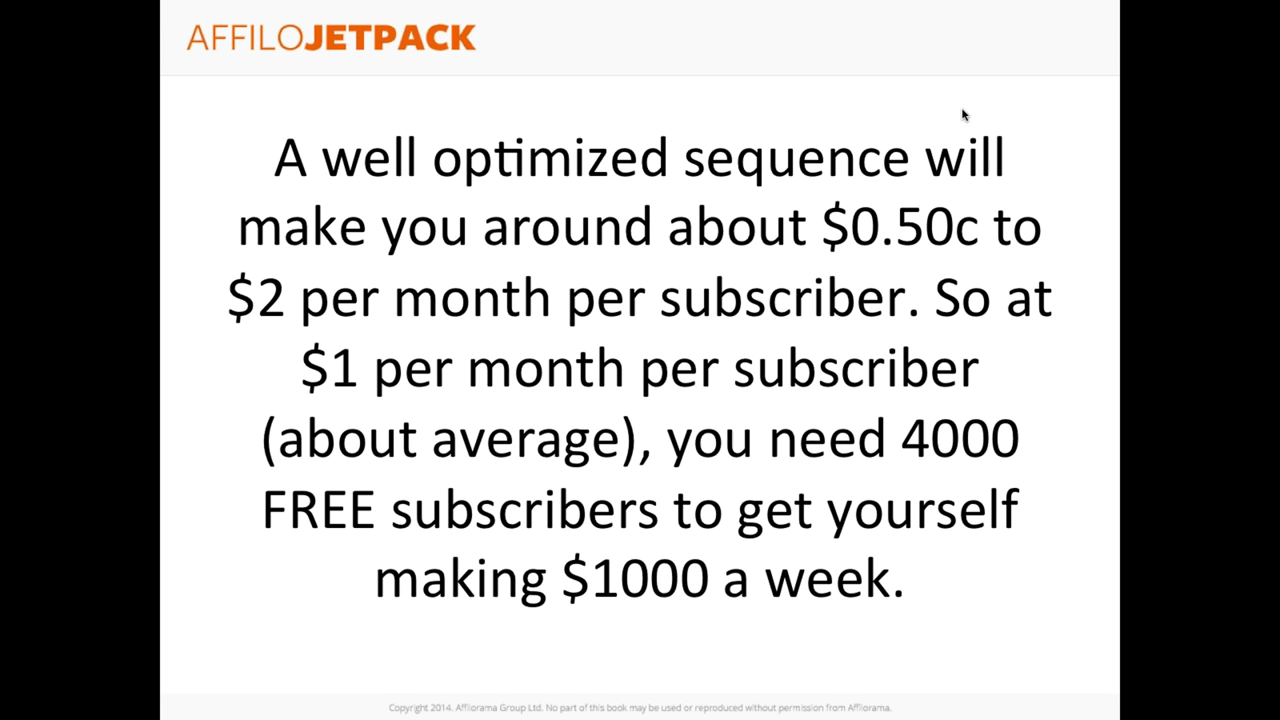 AFFILOJETPACK
A well optimized sequence will
make you around about $0.50c to
$2 per month per subscriber. So at
$1 per month per subscriber
(about average), you need 4000
FREE subscribers to get yourself
making $1000 a week.
Copyright 2014. Affilorama Group Ltd. No part of this book may be used or reproduced without permission from Affilorama.